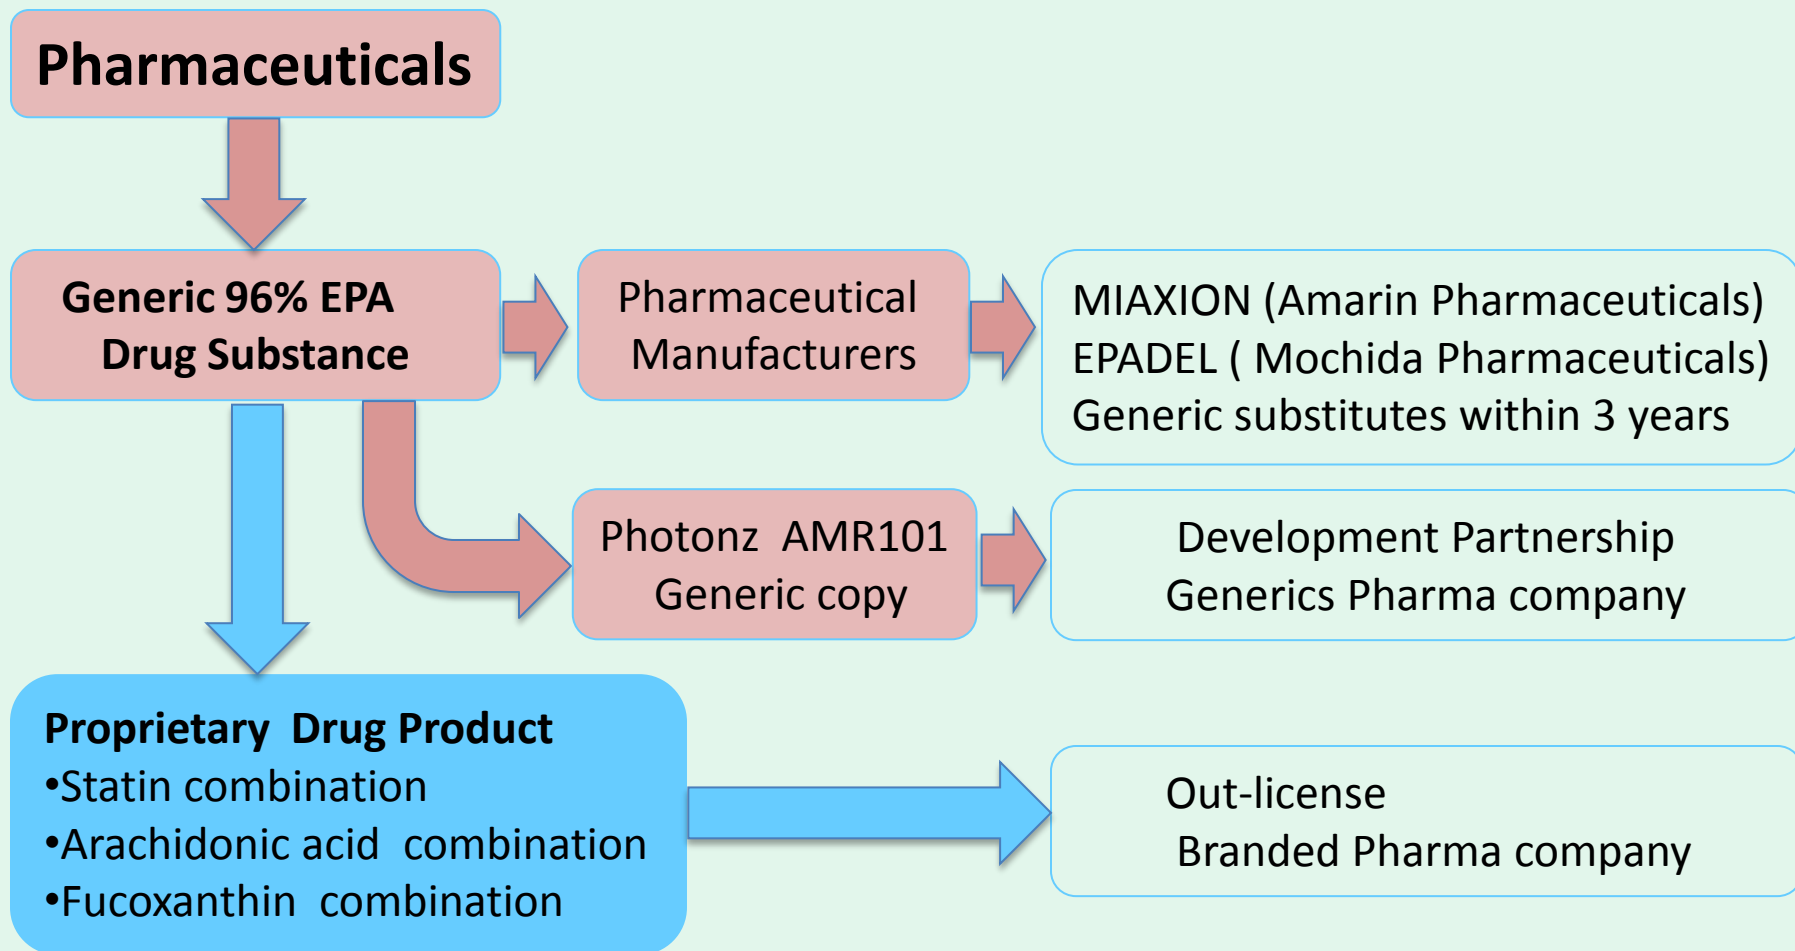 Pharmaceuticals
Generic 96% EPA
Drug Substance
Pharmaceutical
Manufacturers
MIAXION (Amarin Pharmaceuticals)
EPADEL ( Mochida Pharmaceuticals)
Generic substitutes within 3 years
Photonz  AMR101
Generic copy
Development Partnership
Generics Pharma company
Proprietary  Drug Product
•Statin combination
•Arachidonic acid  combination
•Fucoxanthin  combination
Out-license
Branded Pharma company